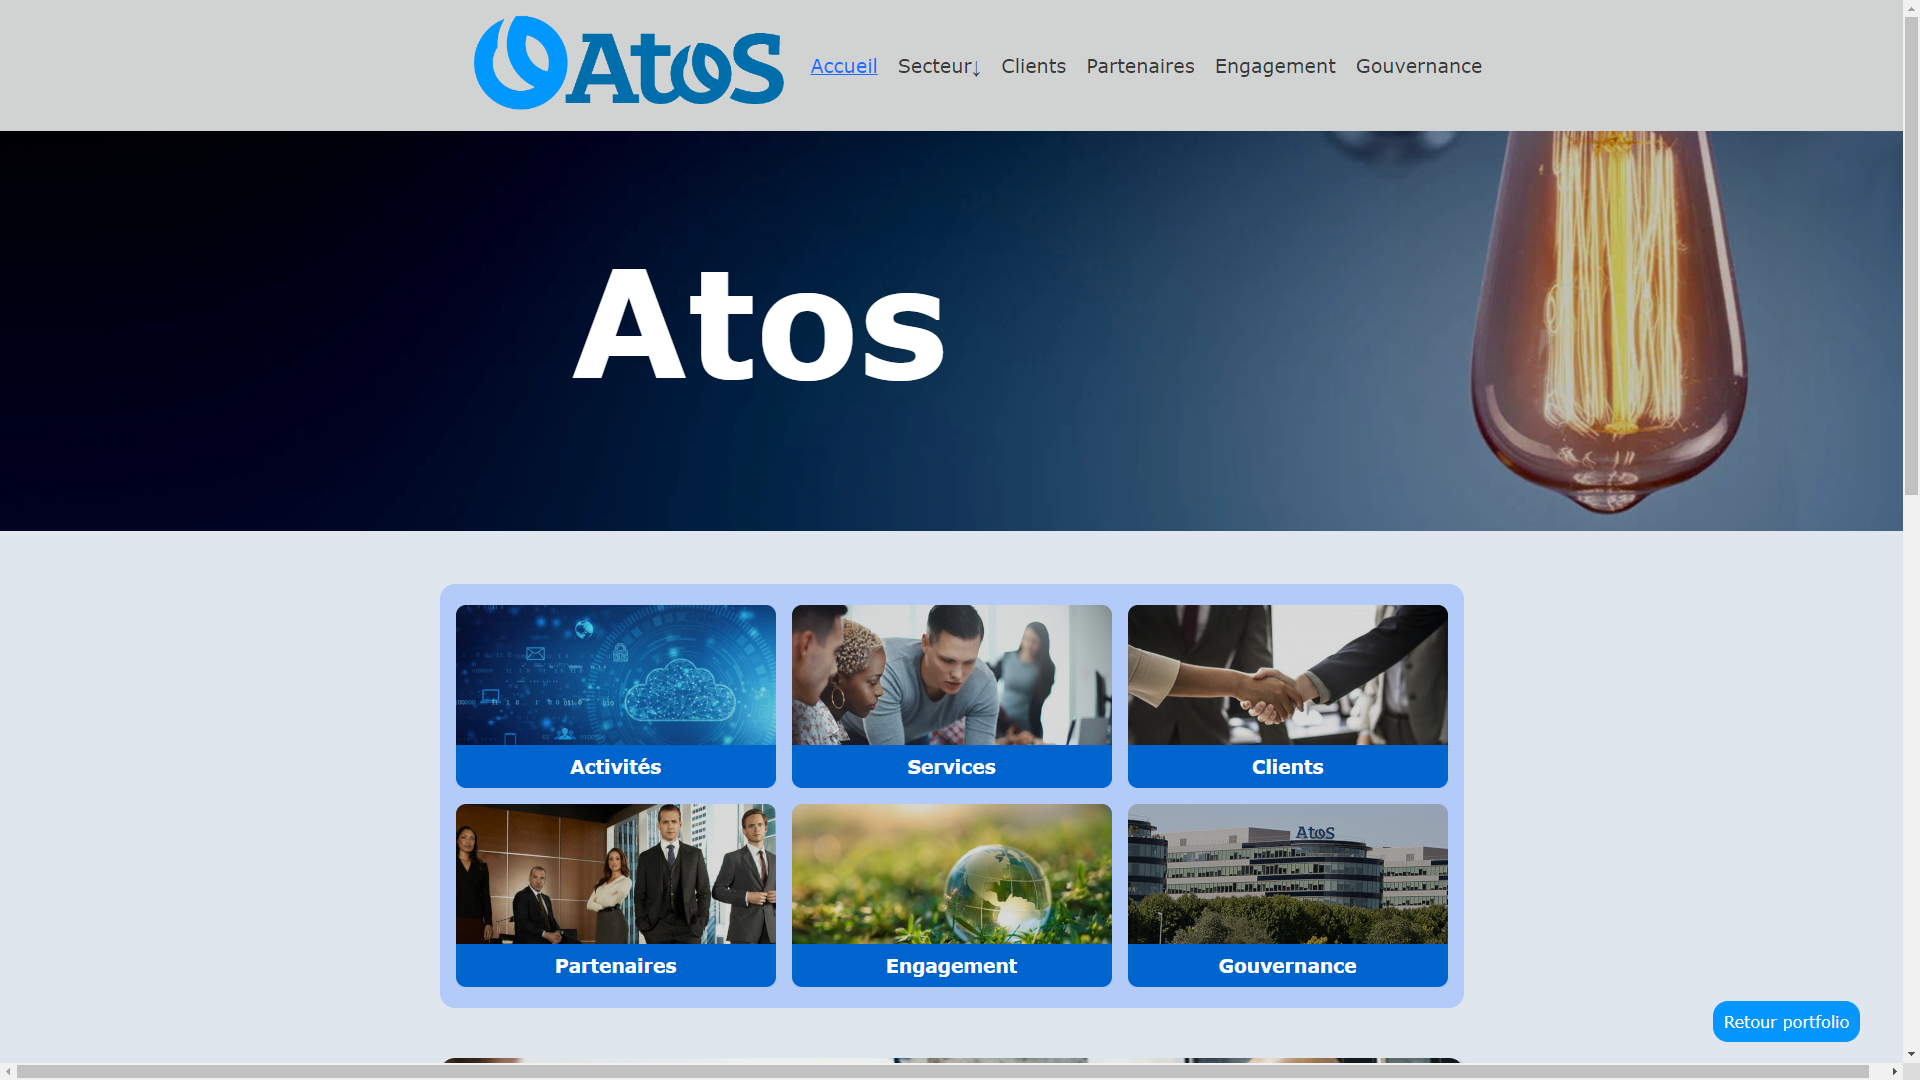 Atos
Accueil Secteur↓ Clients Partenaires Engagement Gouvernance
Atos
Activités
Services
Clients
Atos
Partenaires
Engagement
Gouvernance
Retour portfolio